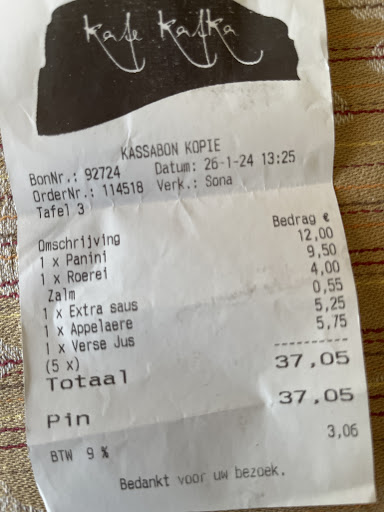 kafe kafka
KASSABON KOPIE
BonNr.: 92724 Datum: 26-1-24 13:25
OrderNr.: 114518 Verk.: Sona
Tafel 3
Omschrijving Bedrag €
1 x Panini 12,00
1 x Roerei 9,50
Zalm 4,00
1 x Extra saus 0,55
1 x Appelaere 5,25
1 x Verse Jus 5,75
(5 x) ---------
Totaal 37,05
Pin 37,05
BTW 9 % 3,06
Bedankt voor uw bezoek.